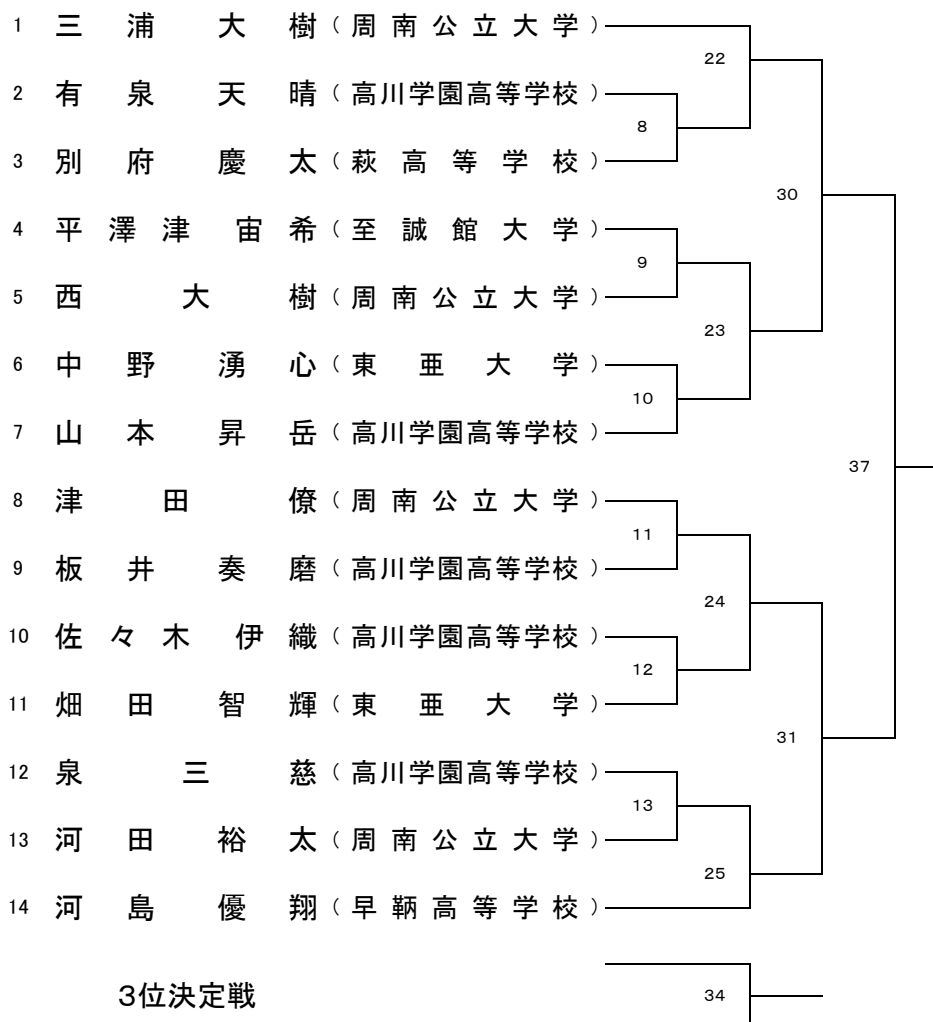 1 三浦大樹（周南公立大学）
22
2 有泉天晴（高川学園高等学校）
8
3 別府慶太（萩高等学校）
30
4 平澤津宙希（至誠館大学）
9
5 西大樹（周南公立大学）
23
6 中野湧心（東亜大学）
10
7 山本昇岳（高川学園高等学校）
37
8 津田僚（周南公立大学）
11
9 板井奏磨（高川学園高等学校）
24
10 佐々木伊織（高川学園高等学校）
12
11 畑田智輝（東亜大学）
31
12 泉三慈（高川学園高等学校）
13
13 河田裕太（周南公立大学）
25
14 河島優翔（早鞆高等学校）
3位決定戦 34